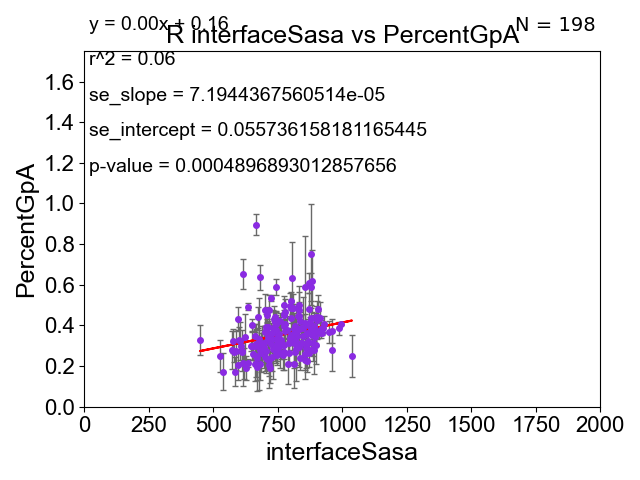 y = 0.00x + 0.16
R interfaceSasa vs PercentGpA
N = 198
r^2 = 0.06
se_slope = 7.1944367560514e-05
se_intercept = 0.055736158181165445
p-value = 0.0004896893012857656
PercentGpA
1.6
1.4
1.2
1.0
0.8
0.6
0.4
0.2
0.0
0 250 500 750 1000 1250 1500 1750 2000
interfaceSasa